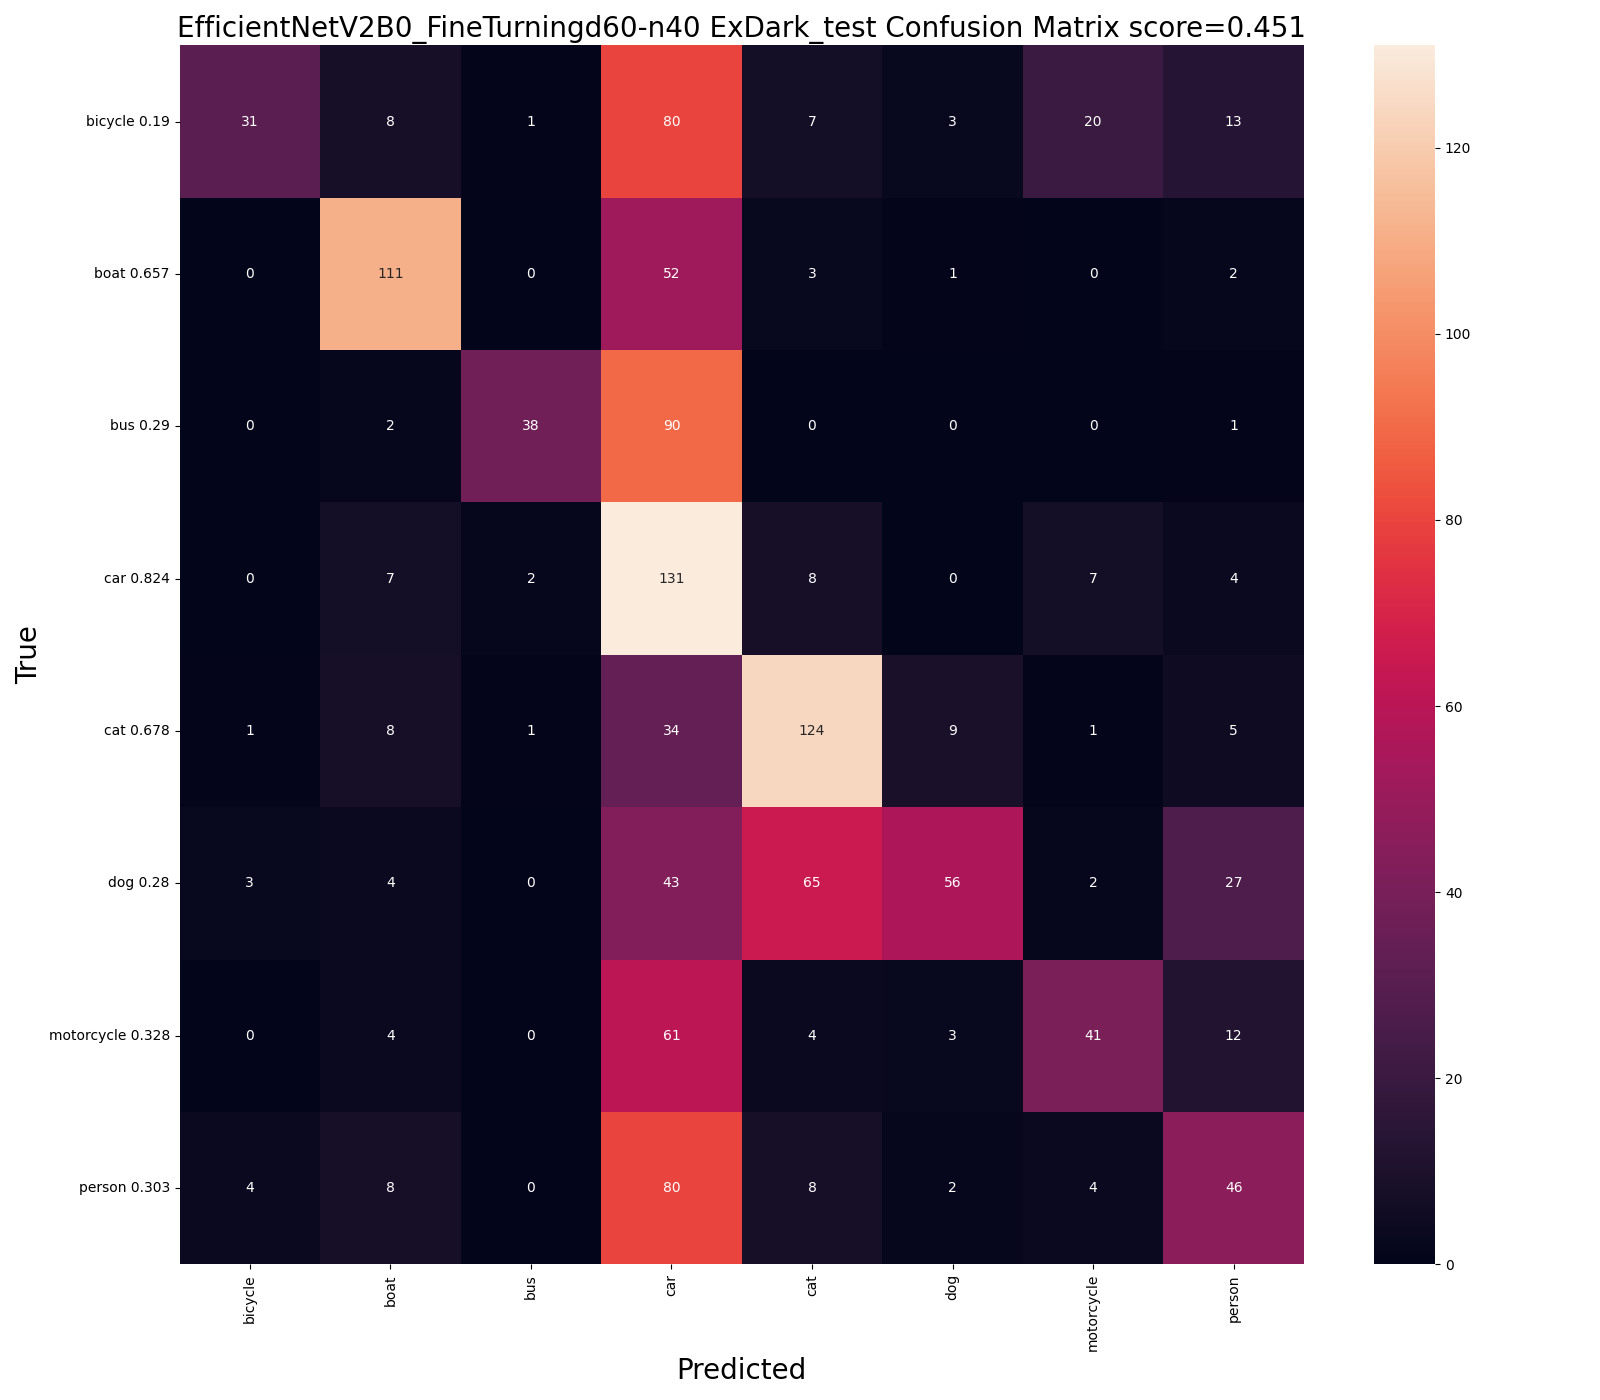 EfficientNetV2B0_FineTurningd60-n40 ExDark_test Confusion Matrix score=0.451
bicycle 0.19 31 8 1 80 7 3 20 13
boat 0.657 0 111 0 52 3 1 0 2
bus 0.29 0 2 38 90 0 0 0 1
car 0.824 0 7 2 131 8 0 7 4
cat 0.678 1 8 1 34 124 9 1 5
dog 0.28 3 4 0 43 65 56 2 27
motorcycle 0.328 0 4 0 61 4 3 41 12
person 0.303 4 8 0 80 8 2 4 46
True
bicycle boat bus car cat dog motorcycle person
Predicted
120
100
80
60
40
20
0